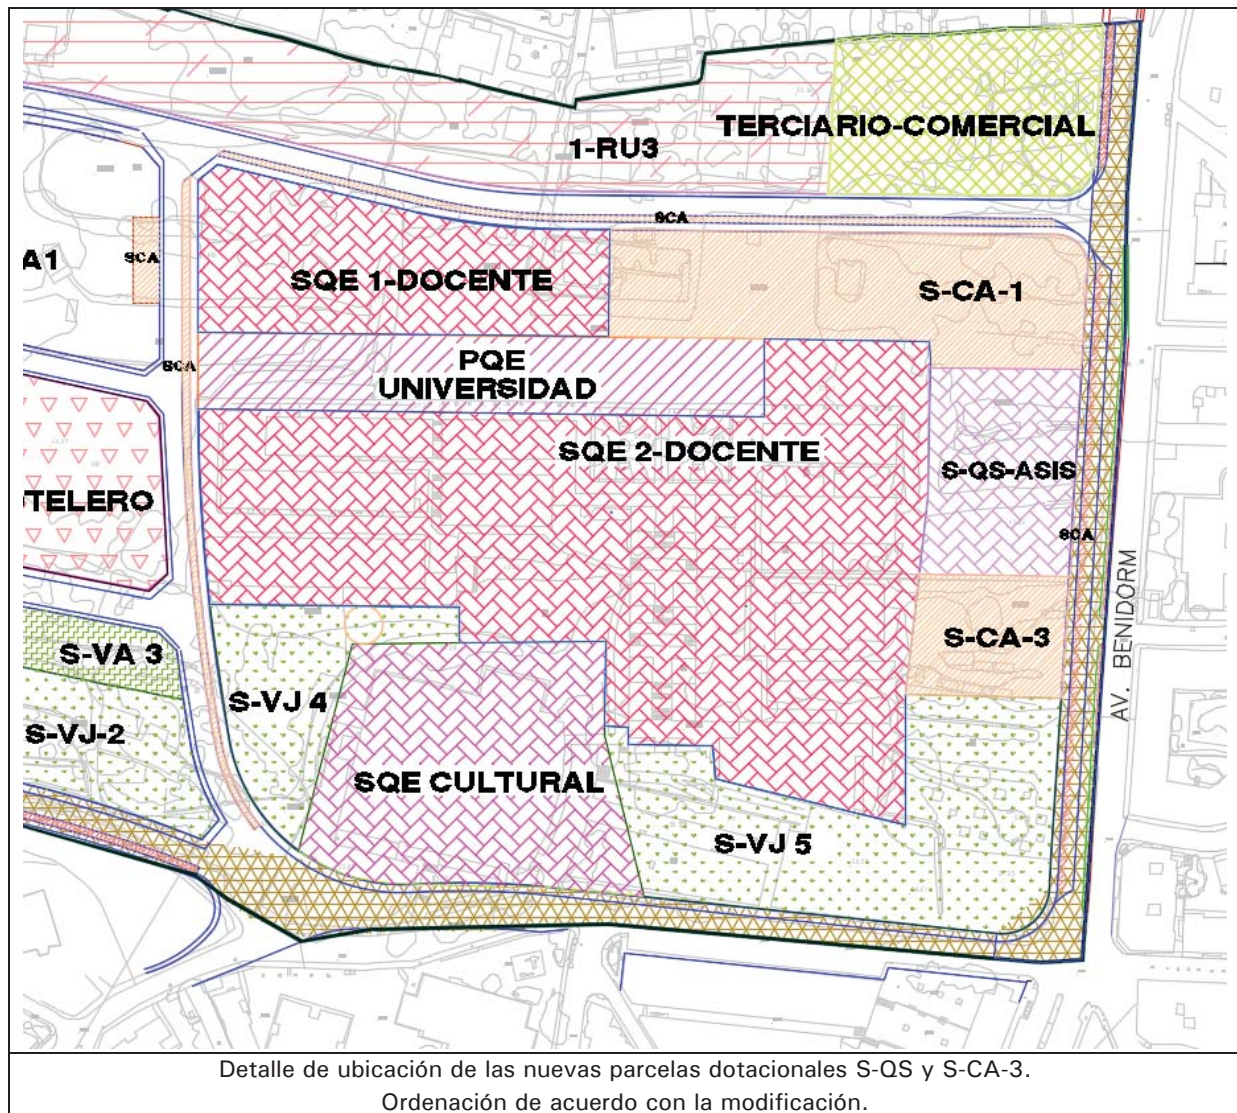 TERCIARIO-COMERCIAL
1-RU3
SCA
A1
SCA
SQE 1-DOCENTE
S-CA-1
SCA
PQE
UNIVERSIDAD
SQE 2-DOCENTE
S-QS-ASIS
TELERO
SCA
AV. BENIDORM
S-CA-3
S-VA 3
S-VJ 4
S-VJ-2
SQE CULTURAL
S-VJ 5
Detalle de ubicación de las nuevas parcelas dotacionales S-QS y S-CA-3.
Ordenación de acuerdo con la modificación.